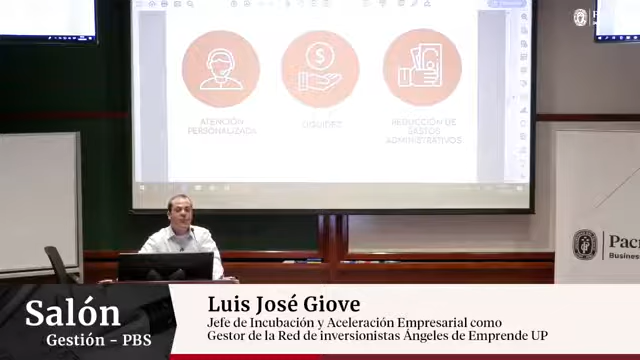 ATENCIÓN
PERSONALIZADA
LIQUIDEZ
REDUCCIÓN DE
GASTOS
ADMINISTRATIVOS
Business
Salón
Gestión – PBS
Luis José Giove
Jefe de Incubación y Aceleración Empresarial como
Gestor de la Red de inversionistas Ángeles de Emprende UP